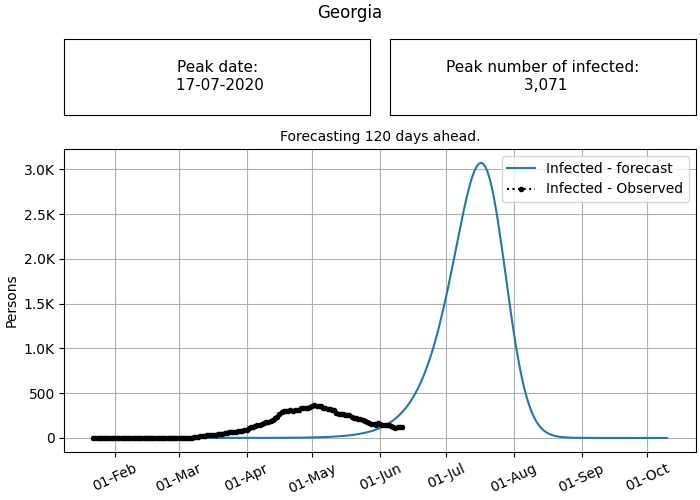 Georgia
Peak date:
17-07-2020
Peak number of infected:
3,071
Forecasting 120 days ahead.
Infected - forecast
Infected - Observed
3.0K
2.5K
2.0K
1.5K
1.0K
500
0
Persons
01-Feb
01-Mar
01-Apr
01-May
01-Jun
01-Jul
01-Aug
01-Sep
01-Oct